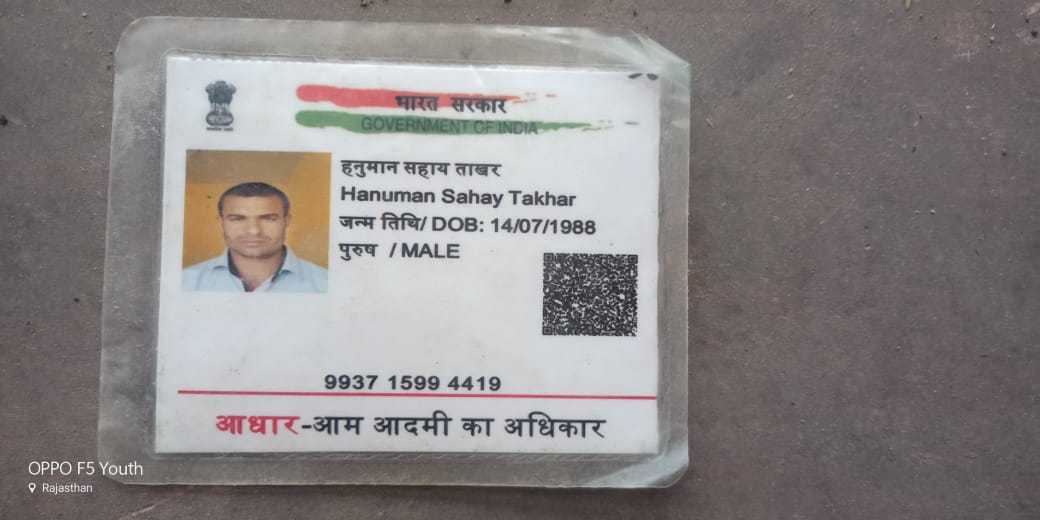 भारत सरकार
GOVERNMENT OF INDIA
हनुमान सहाय ताखर
Hanuman Sahay Takhar
जन्म तिथि/ DOB: 14/07/1988
पुरुष / MALE
9937 1599 4419
आधार-आम आदमी का अधिकार
OPPO F5 Youth
Rajasthan